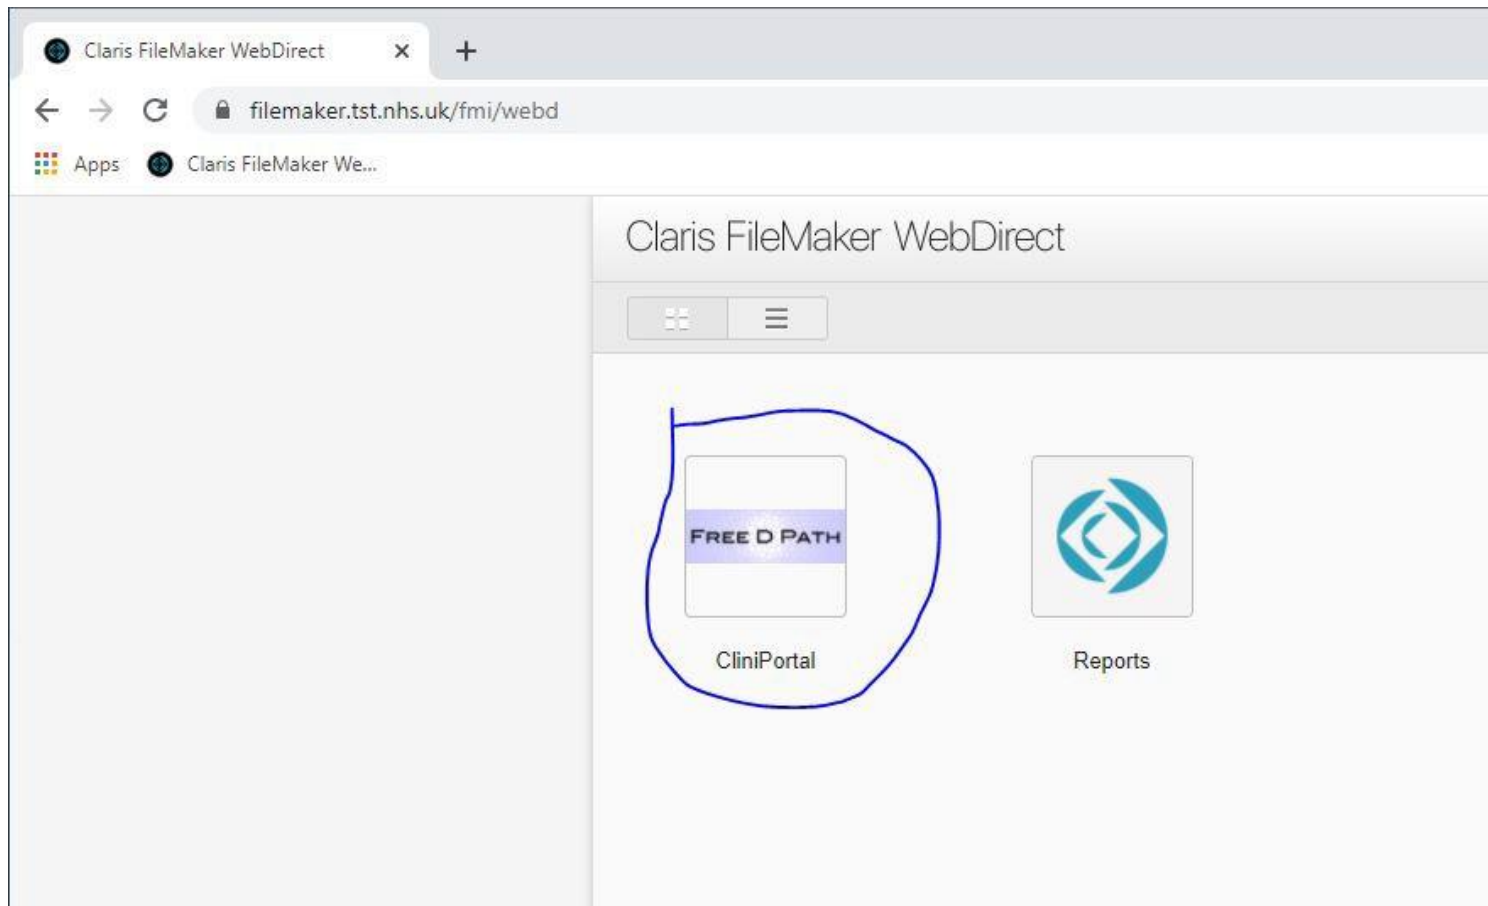 Claris FileMaker WebDirect
filemaker.tst.nhs.uk/fmi/webd
Apps Claris FileMaker We...
Claris FileMaker WebDirect
FREE D PATH
CliniPortal Reports